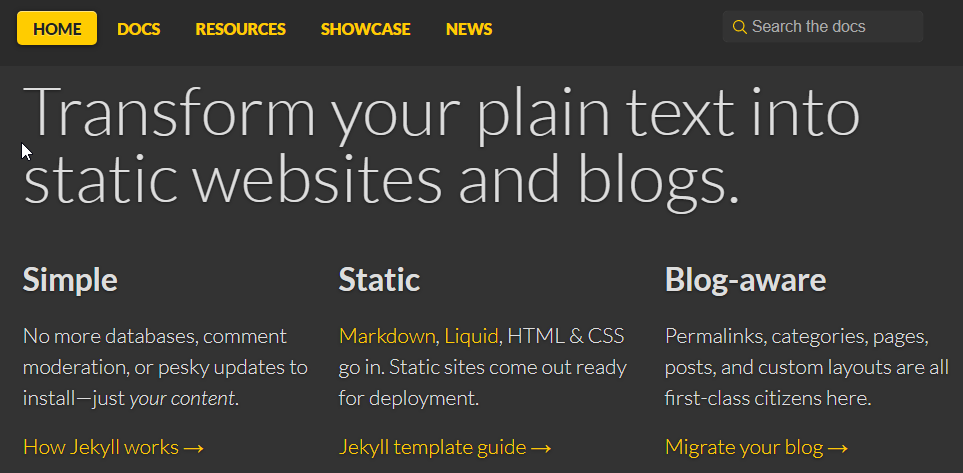 HOME DOCS RESOURCES SHOWCASE NEWS Search the docs
Transform your plain text into
static websites and blogs.
Simple
No more databases, comment
moderation, or pesky updates to
install—just your content.
How Jekyll works →
Static
Markdown, Liquid, HTML & CSS
go in. Static sites come out ready
for deployment.
Jekyll template guide →
Blog-aware
Permalinks, categories, pages,
posts, and custom layouts are all
first-class citizens here.
Migrate your blog →